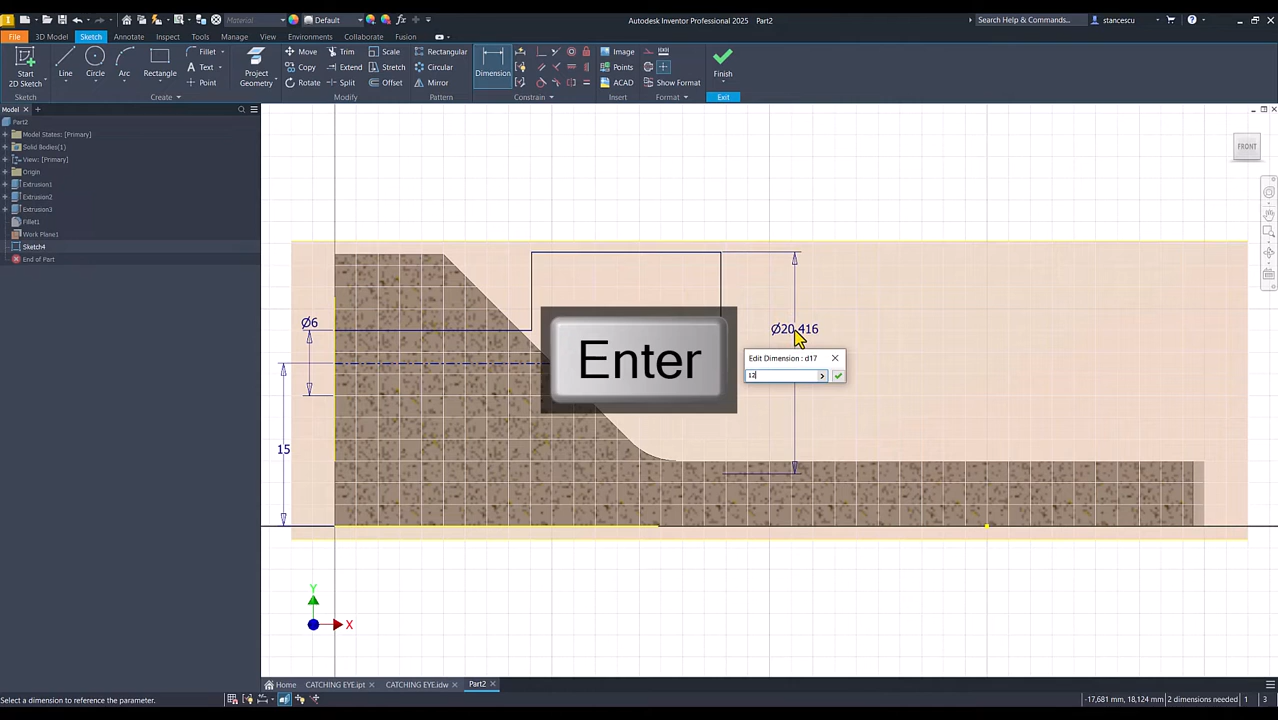 Material
Default
Autodesk Inventor Professional 2025 Part2
Search Help & Commands...
stancescu
File
3D Model
Sketch
Annotate
Inspect
Tools
View
Manage
Environments
Collaborate
Fusion
Start
2D Sketch
Line
Circle
Arc
Rectangle
Fillet
Text
Point
Project
Geometry
Move
Copy
Rotate
Trim
Extend
Split
Scale
Stretch
Offset
Rectangular
Circular
Mirror
Dimension
Image
Points
ACAD
Show Format
Finish
Sketch
Create
Modify
Pattern
Constrain
Insert
Format
Exit
Model
Part2
Model States: [Primary]
Solid Bodies(1)
View: [Primary]
Origin
Extrusion1
Extrusion2
Extrusion3
Fillet1
Work Plane1
Sketch4
End of Part
FRONT
Ø6
Ø20,416
Enter
Edit Dimension : d17
12
15
Y
X
Home
CATCHING EYE.ipt
CATCHING EYE.idw
Part2
Select a dimension to reference the parameter.
-17,681 mm, 18,124 mm
2 dimensions needed
1
3